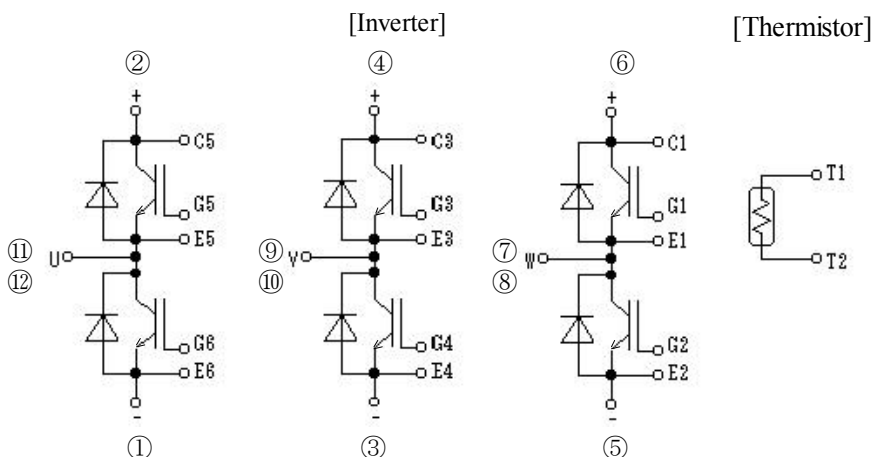 [Inverter]
[Thermistor]
② ④ ⑥
+ + +
C5 C3 C1
T1
G5 G3 G1
E5 E3 E1
⑪ ⑨ ⑦
U V W
T2
⑫ ⑩ ⑧
G6 G4 G2
E6 E4 E2
- - -
① ③ ⑤